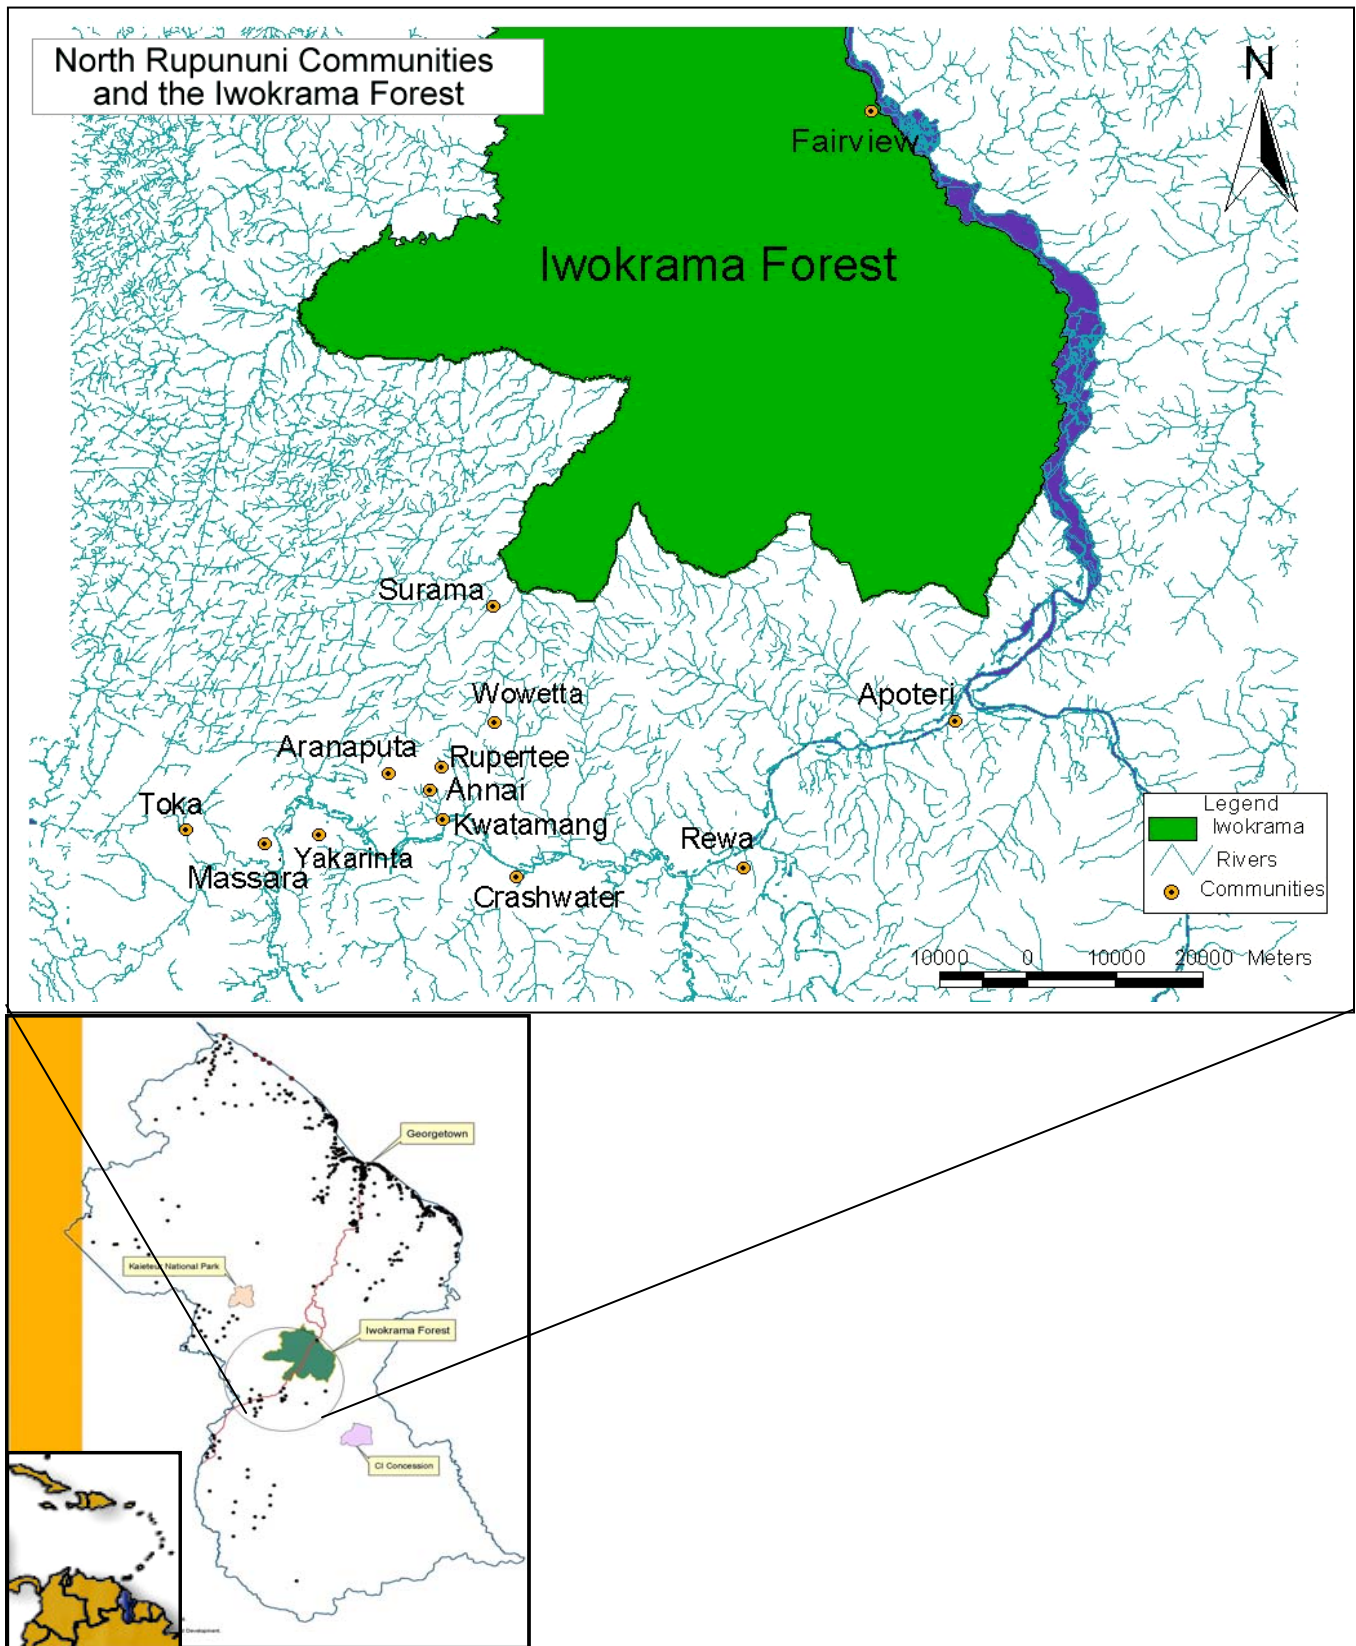 North Rupununi Communities
and the Iwokrama Forest
N
Fairview
Iwokrama Forest
Surama
Wowetta
Apoteri
Aranaputa
Rupertee
Annai
Toka
Kwatamang
Rewa
Yakarinta
Massara
Crashwater
Legend
Iwokrama
Rivers
Communities
10000 0 10000 20000 Meters
Georgetown
Kaieteur National Park
Iwokrama Forest
CI Concession
Development.